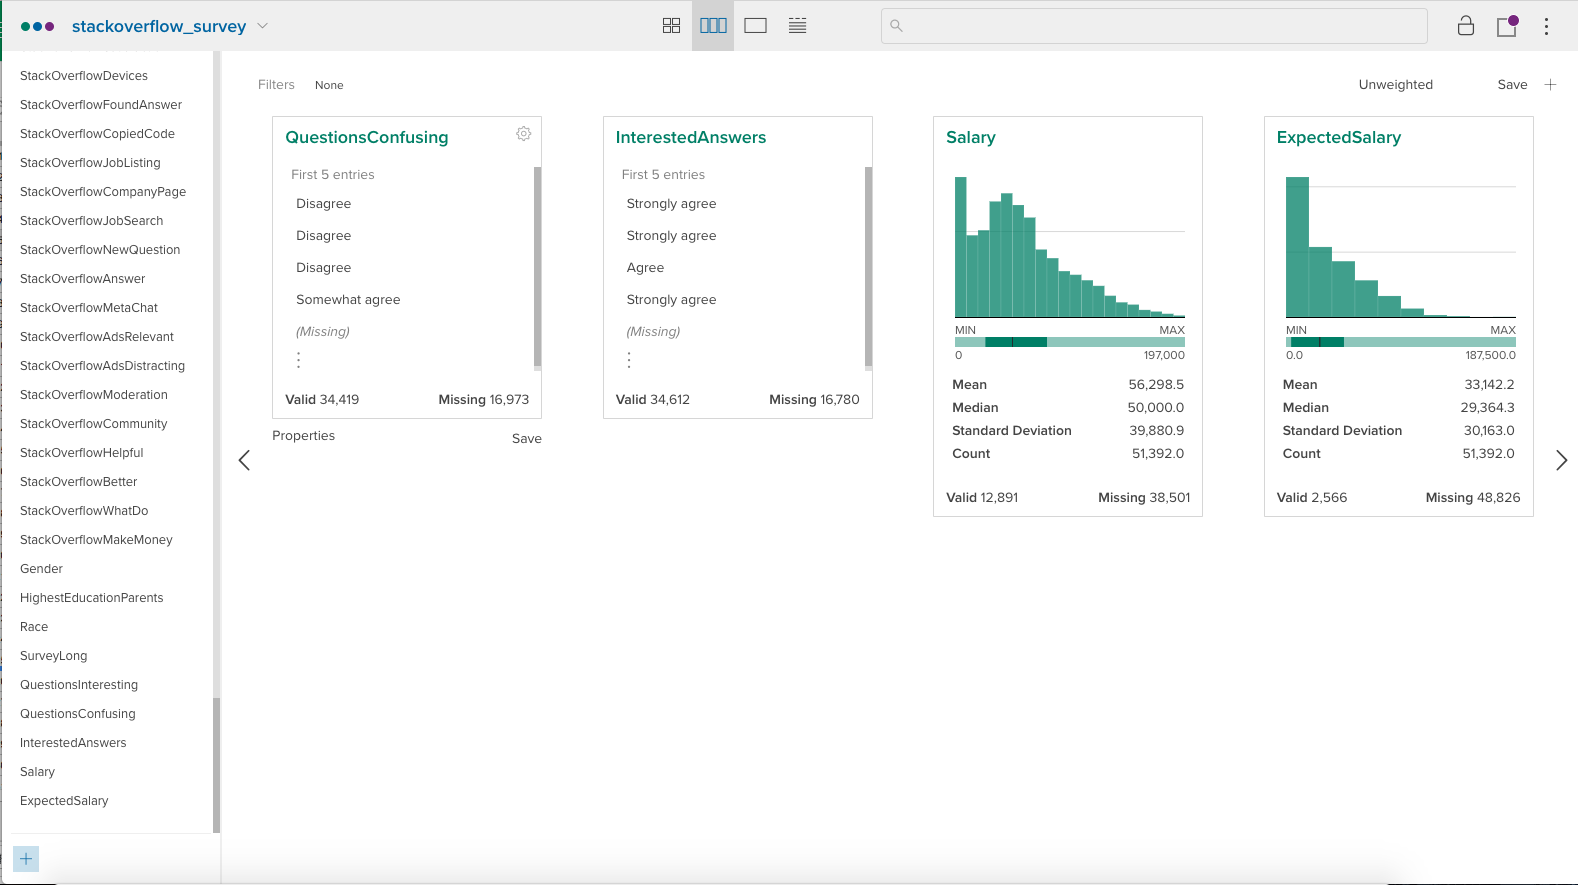 stackoverflow_survey
StackOverflowDevices
StackOverflowFoundAnswer
StackOverflowCopiedCode
StackOverflowJobListing
StackOverflowCompanyPage
StackOverflowJobSearch
StackOverflowNewQuestion
StackOverflowAnswer
StackOverflowMetaChat
StackOverflowAdsRelevant
StackOverflowAdsDistracting
StackOverflowModeration
StackOverflowCommunity
StackOverflowHelpful
StackOverflowBetter
StackOverflowWhatDo
StackOverflowMakeMoney
Gender
HighestEducationParents
Race
SurveyLong
QuestionsInteresting
QuestionsConfusing
InterestedAnswers
Salary
ExpectedSalary
Filters None
Unweighted Save
QuestionsConfusing
First 5 entries
Disagree
Disagree
Disagree
Somewhat agree
(Missing)
Valid 34,419 Missing 16,973
Properties Save
InterestedAnswers
First 5 entries
Strongly agree
Strongly agree
Agree
Strongly agree
(Missing)
Valid 34,612 Missing 16,780
Salary
MIN MAX
0 197,000
Mean 56,298.5
Median 50,000.0
Standard Deviation 39,880.9
Count 51,392.0
Valid 12,891 Missing 38,501
ExpectedSalary
MIN MAX
0.0 187,500.0
Mean 33,142.2
Median 29,364.3
Standard Deviation 30,163.0
Count 51,392.0
Valid 2,566 Missing 48,826